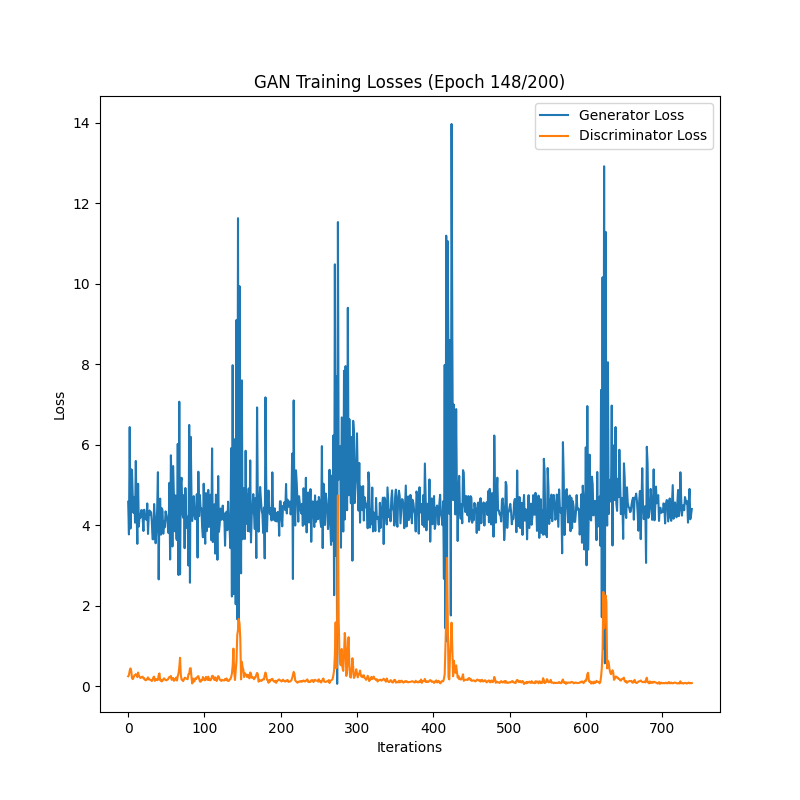 GAN Training Losses (Epoch 148/200)
Generator Loss
Discriminator Loss
14
12
10
8
6
4
2
0
Loss
0 100 200 300 400 500 600 700
Iterations